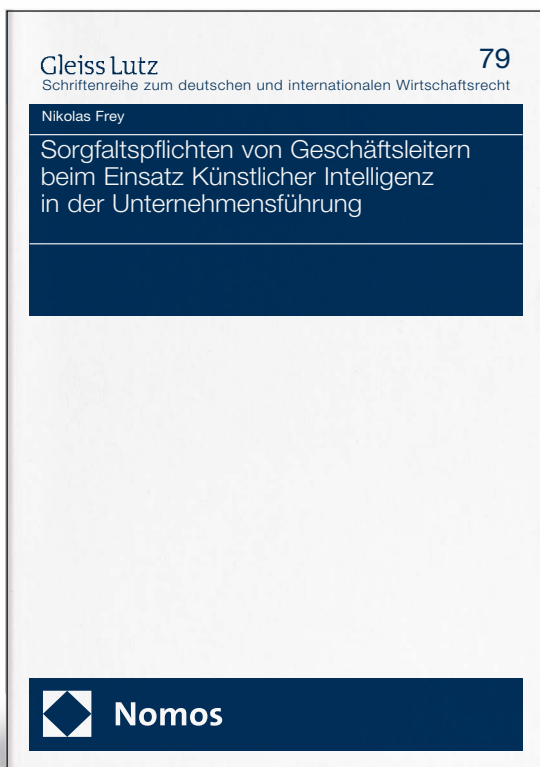 Gleiss Lutz
79
Schriftenreihe zum deutschen und internationalen Wirtschaftsrecht
Nikolas Frey
Sorgfaltspflichten von Geschäftsleitern
beim Einsatz Künstlicher Intelligenz
in der Unternehmensführung
Nomos